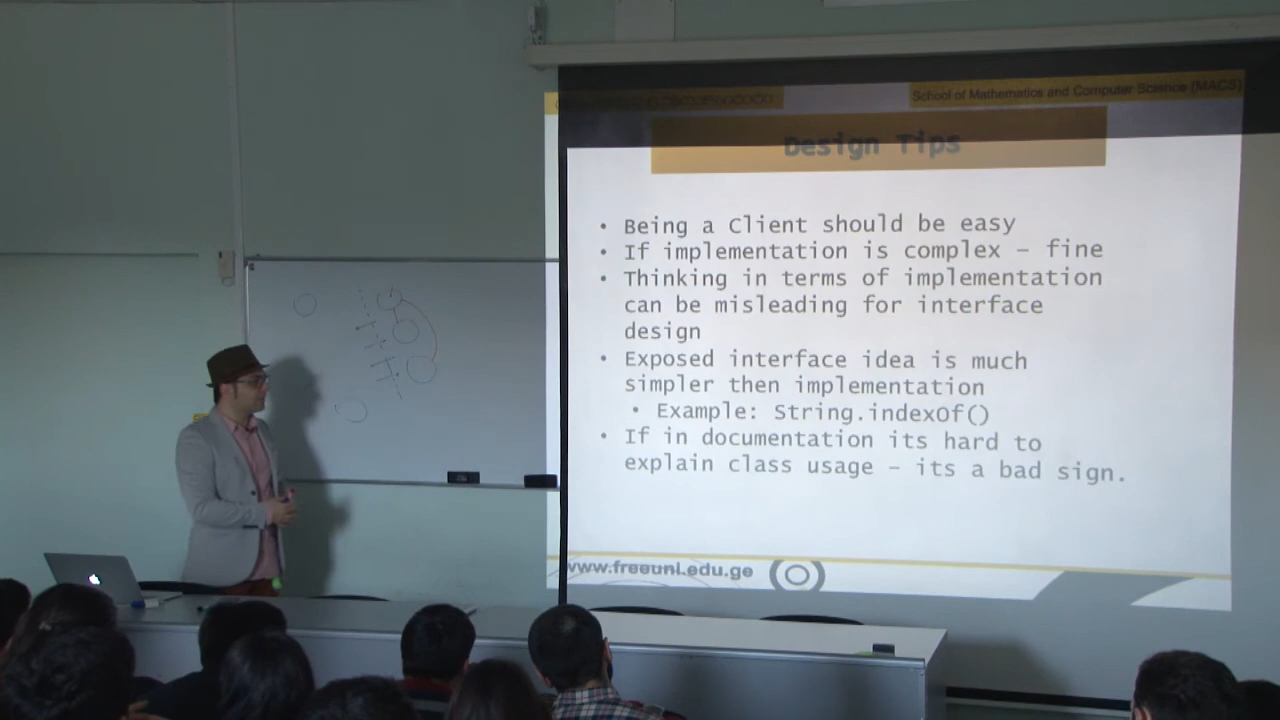 School of Mathematics and Computer Science (MACS)
Design Tips
• Being a Client should be easy
• If implementation is complex – fine
• Thinking in terms of implementation
can be misleading for interface
design
• Exposed interface idea is much
simpler then implementation
• Example: String.indexOf()
• If in documentation its hard to
explain class usage – its a bad sign.
www.freeuni.edu.ge